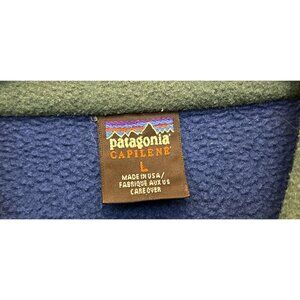 patagonia
CAPILENE
L
MADE IN USA/
FABRIQUE AUX US
CARE OVER